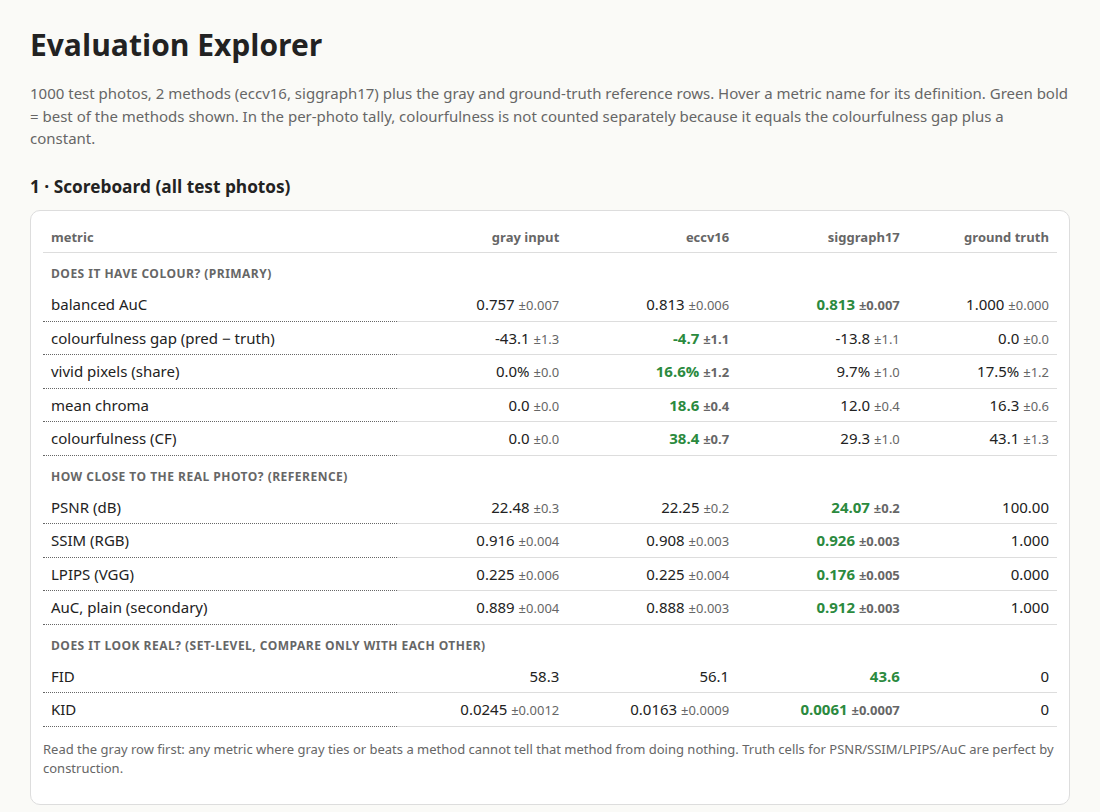 Evaluation Explorer
1000 test photos, 2 methods (eccv16, siggraph17) plus the gray and ground-truth reference rows. Hover a metric name for its definition. Green bold
= best of the methods shown. In the per-photo tally, colourfulness is not counted separately because it equals the colourfulness gap plus a
constant.
1 · Scoreboard (all test photos)
metric gray input eccv16 siggraph17 ground truth
DOES IT HAVE COLOUR? (PRIMARY)
balanced AuC 0.757 ±0.007 0.813 ±0.006 0.813 ±0.007 1.000 ±0.000
colourfulness gap (pred − truth) -43.1 ±1.3 -4.7 ±1.1 -13.8 ±1.1 0.0 ±0.0
vivid pixels (share) 0.0% ±0.0 16.6% ±1.2 9.7% ±1.0 17.5% ±1.2
mean chroma 0.0 ±0.0 18.6 ±0.4 12.0 ±0.4 16.3 ±0.6
colourfulness (CF) 0.0 ±0.0 38.4 ±0.7 29.3 ±1.0 43.1 ±1.3
HOW CLOSE TO THE REAL PHOTO? (REFERENCE)
PSNR (dB) 22.48 ±0.3 22.25 ±0.2 24.07 ±0.2 100.00
SSIM (RGB) 0.916 ±0.004 0.908 ±0.003 0.926 ±0.003 1.000
LPIPS (VGG) 0.225 ±0.006 0.225 ±0.004 0.176 ±0.005 0.000
AuC, plain (secondary) 0.889 ±0.004 0.888 ±0.003 0.912 ±0.003 1.000
DOES IT LOOK REAL? (SET-LEVEL, COMPARE ONLY WITH EACH OTHER)
FID 58.3 56.1 43.6 0
KID 0.0245 ±0.0012 0.0163 ±0.0009 0.0061 ±0.0007 0
Read the gray row first: any metric where gray ties or beats a method cannot tell that method from doing nothing. Truth cells for PSNR/SSIM/LPIPS/AuC are perfect by
construction.